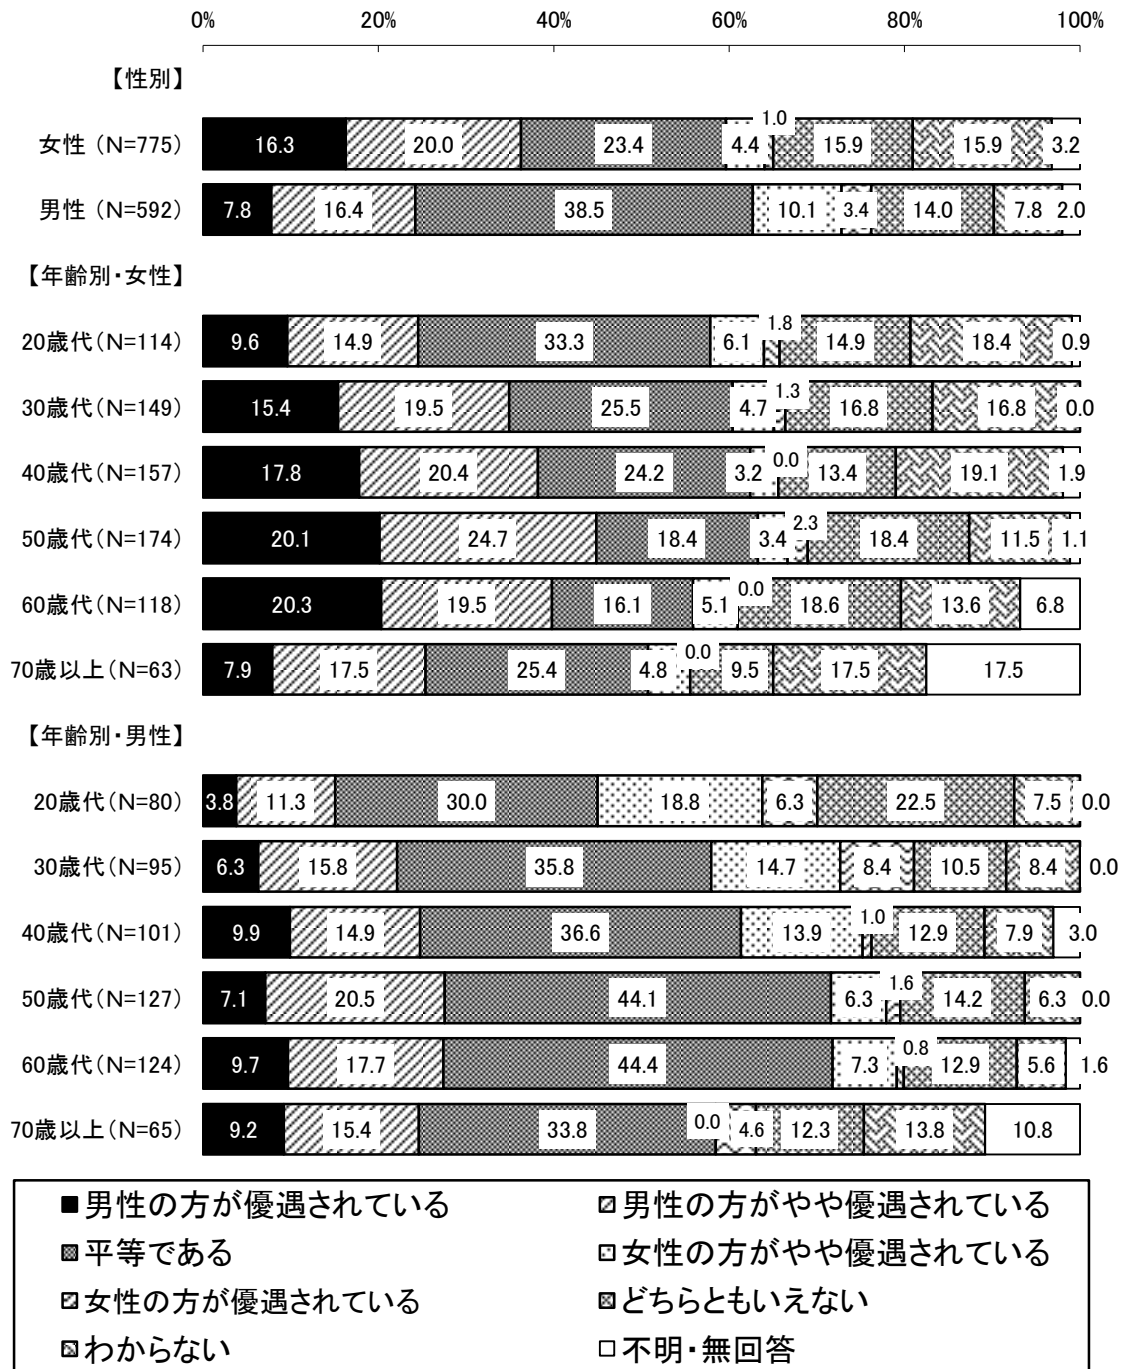 0% 20% 40% 60% 80% 100%
【性別】
女性 (N=775) 16.3 20.0 23.4 4.4 1.0 15.9 15.9 3.2
男性 (N=592) 7.8 16.4 38.5 10.1 3.4 14.0 7.8 2.0
【年齢別・女性】
20歳代(N=114) 9.6 14.9 33.3 6.1 1.8 14.9 18.4 0.9
30歳代(N=149) 15.4 19.5 25.5 4.7 1.3 16.8 16.8 0.0
40歳代(N=157) 17.8 20.4 24.2 3.2 0.0 13.4 19.1 1.9
50歳代(N=174) 20.1 24.7 18.4 3.4 2.3 18.4 11.5 1.1
60歳代(N=118) 20.3 19.5 16.1 5.1 0.0 18.6 13.6 6.8
70歳以上(N=63) 7.9 17.5 25.4 4.8 0.0 9.5 17.5 17.5
【年齢別・男性】
20歳代(N=80) 3.8 11.3 30.0 18.8 6.3 22.5 7.5 0.0
30歳代(N=95) 6.3 15.8 35.8 14.7 8.4 10.5 8.4 0.0
40歳代(N=101) 9.9 14.9 36.6 13.9 1.0 12.9 7.9 3.0
50歳代(N=127) 7.1 20.5 44.1 6.3 1.6 14.2 6.3 0.0
60歳代(N=124) 9.7 17.7 44.4 7.3 0.8 12.9 5.6 1.6
70歳以上(N=65) 9.2 15.4 33.8 0.0 4.6 12.3 13.8 10.8
男性の方が優遇されている 男性の方がやや優遇されている
平等である 女性の方がやや優遇されている
女性の方が優遇されている どちらともいえない
わからない 不明・無回答